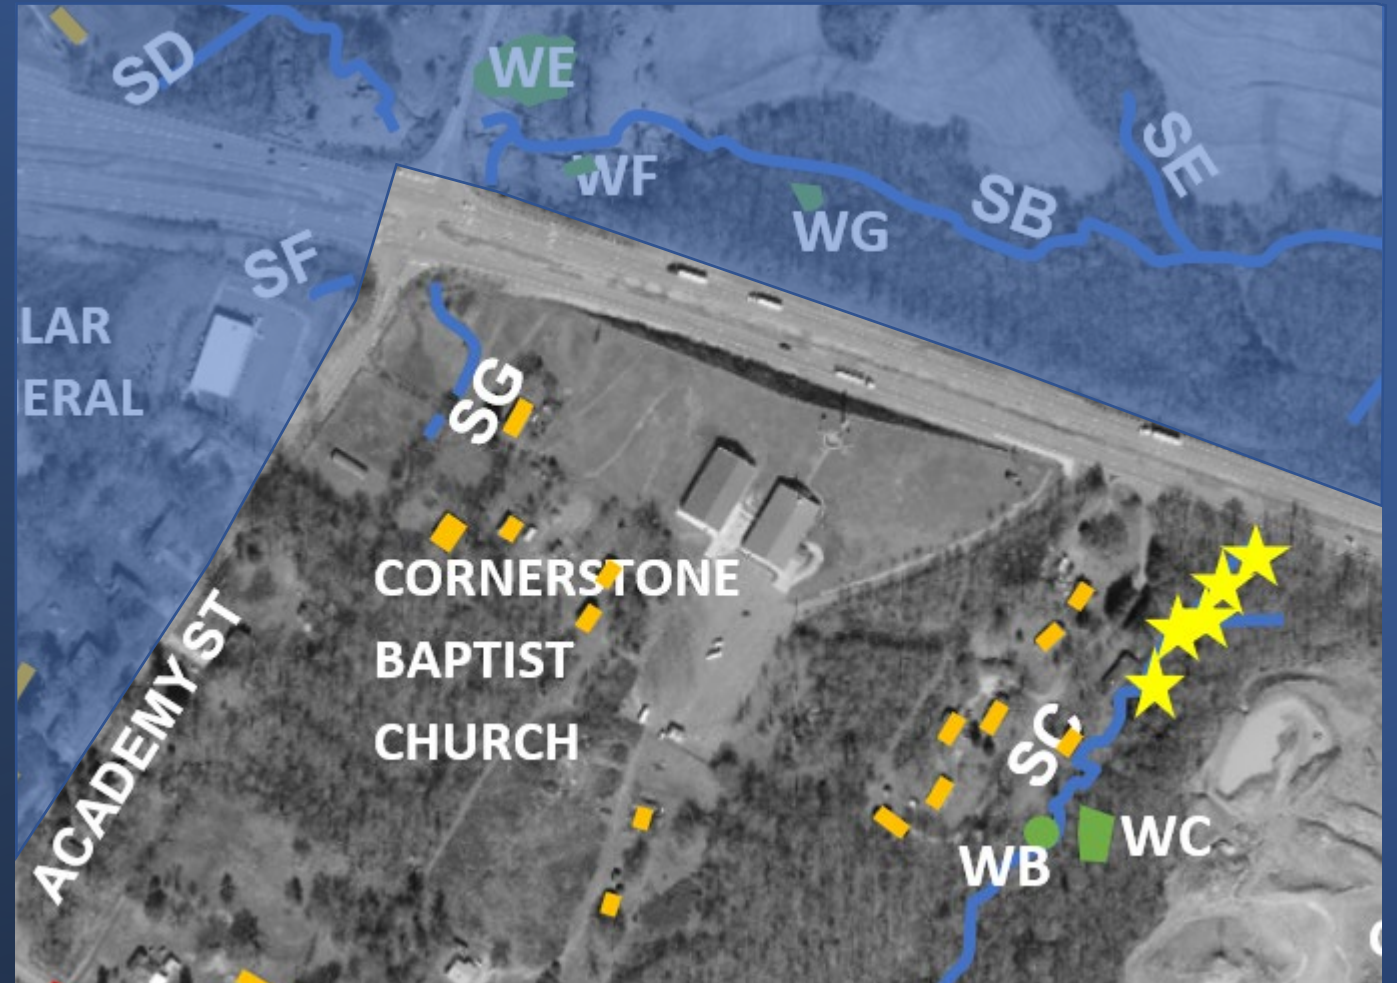 SD
WE
WF
WG
SB
SE
SF
LAR
ERAL
SG
CORNERSTONE
BAPTIST
CHURCH
ACADEMY ST
SC
WB
WC